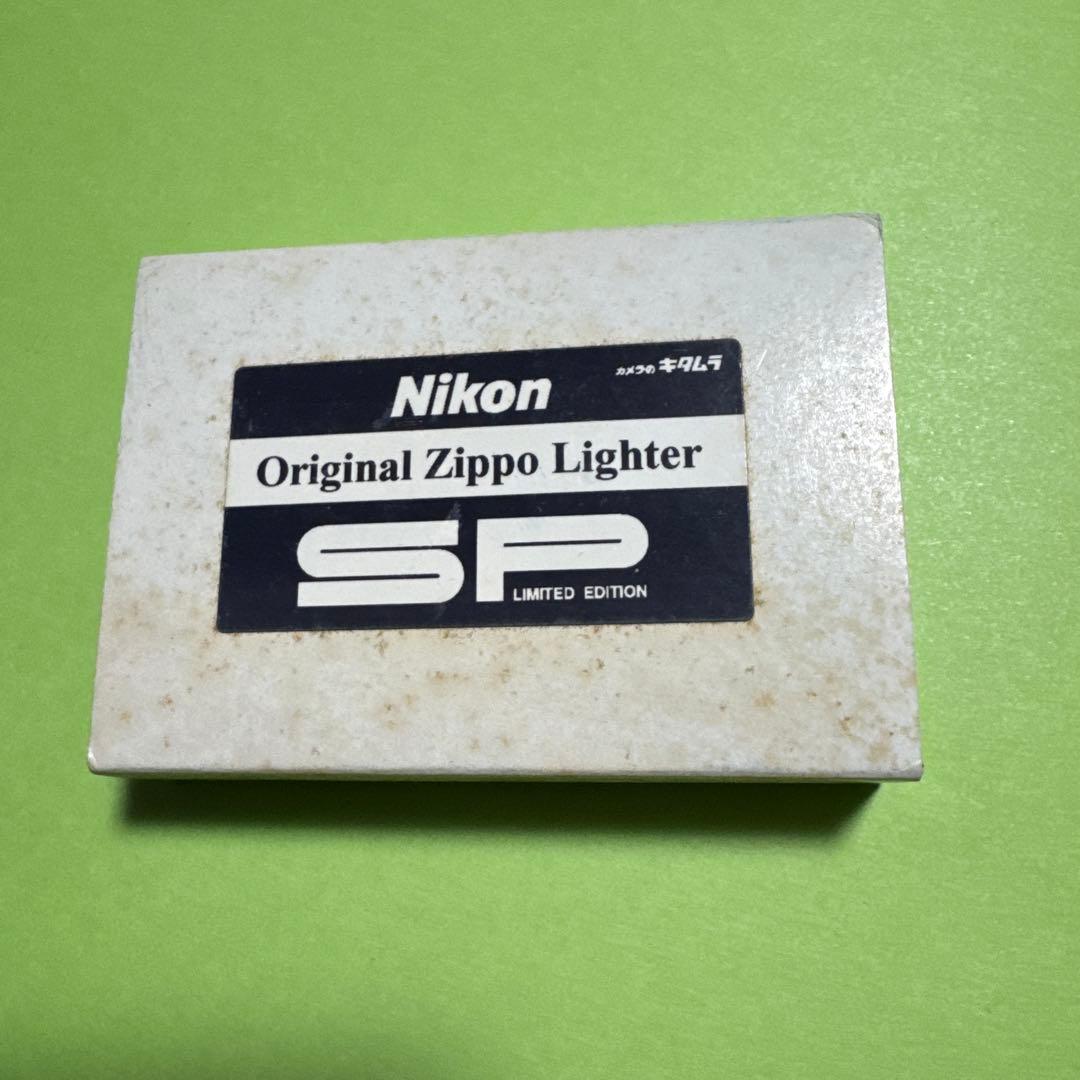 Nikon
カメラのキタムラ
Original Zippo Lighter
SP
LIMITED EDITION